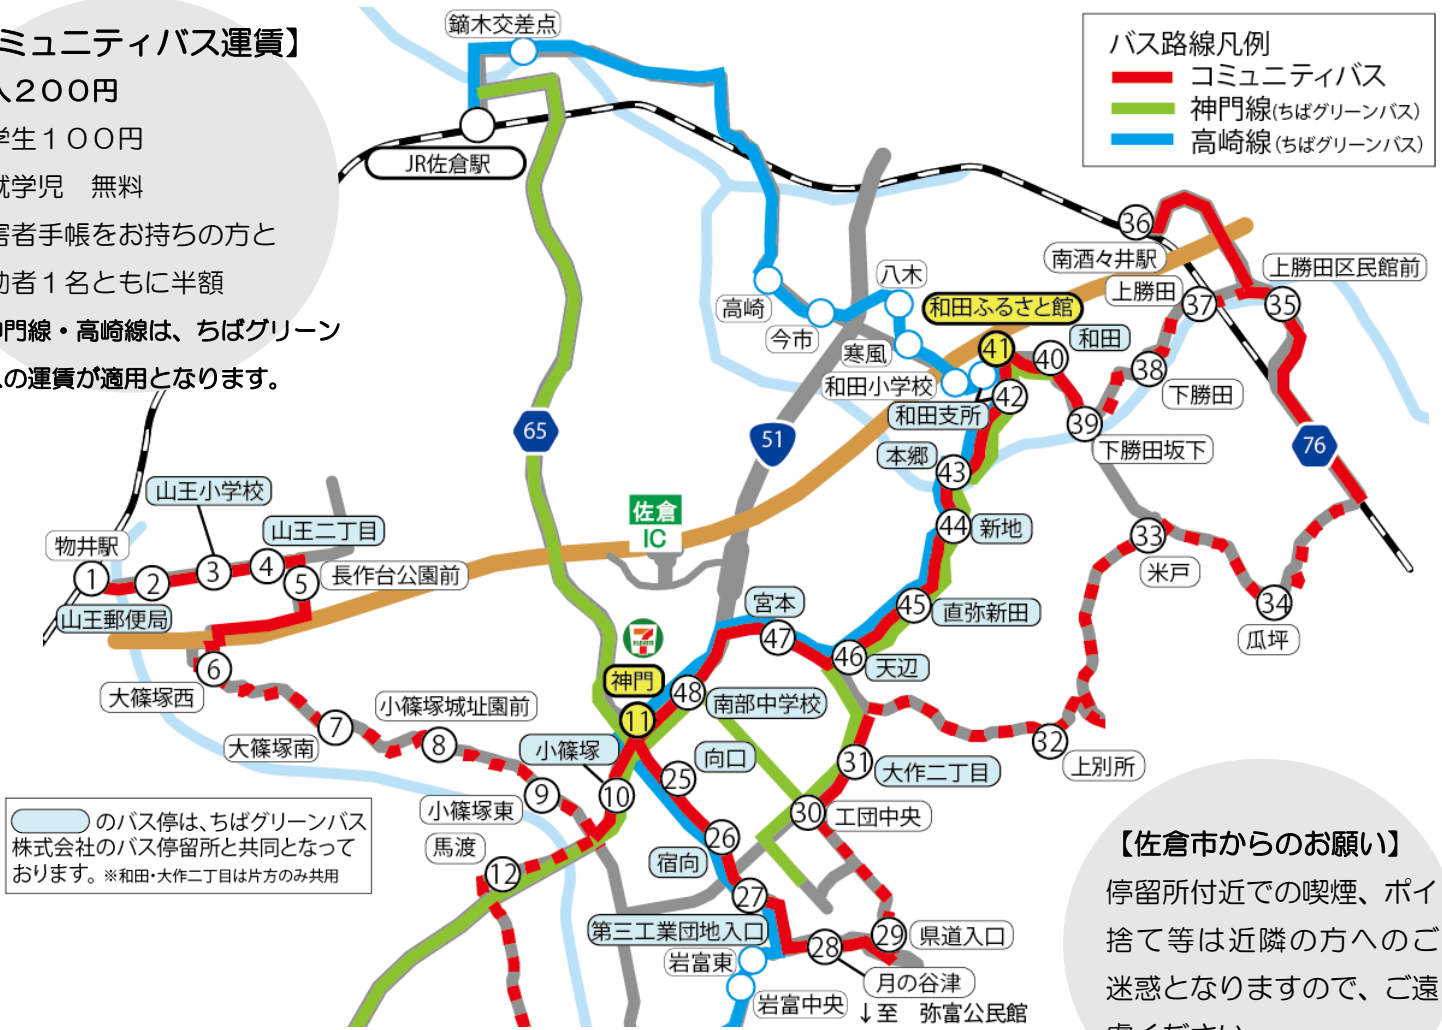 ミュニティバス運賃】
200円
学生100円
就学児　無料
害者手帳をお持ちの方と
助者1名ともに半額
神門線・高崎線は、ちばグリーン
の運賃が適用となります。
鏑木交差点
JR佐倉駅
バス路線凡例
コミュニティバス
神門線(ちばグリーンバス)
高崎線(ちばグリーンバス)
36
南酒々井駅
上勝田区民館前
上勝田
37
35
八木
高崎
今市
和田ふるさと館
寒風
41
40
和田
和田小学校
38
下勝田
42
和田支所
39
下勝田坂下
65
51
76
本郷
43
山王小学校
山王二丁目
佐倉
IC
44
新地
33
米戸
物井駅
1
2
3
4
5
長作台公園前
山王郵便局
34
瓜坪
宮本
45
直弥新田
47
46
天辺
7
ELEVEN
神門
6
大篠塚西
48
南部中学校
小篠塚城址園前
11
7
大篠塚南
8
小篠塚
向口
32
上別所
31
大作二丁目
25
9
小篠塚東
10
30
工団中央
26
宿向
馬渡
12
のバス停は、ちばグリーンバス
株式会社のバス停留所と共同となって
おります。※和田・大作二丁目は片方のみ共用
27
第三工業団地入口
28
29
県道入口
岩富東
月の谷津
岩富中央
↓至　弥富公民館
【佐倉市からのお願い】
停留所付近での喫煙、ポイ
捨て等は近隣の方へのご
迷惑となりますので、ご遠